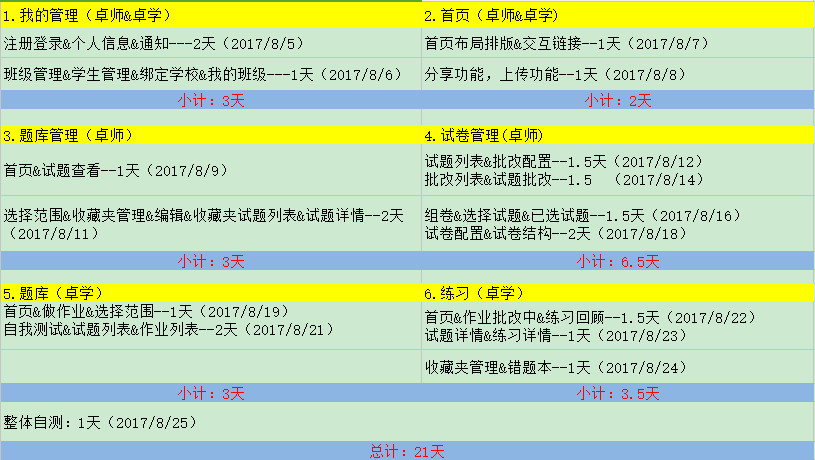 1.我的管理（卓师&卓学）
注册登录&个人信息&通知---2天（2017/8/5）
班级管理&学生管理&绑定学校&我的班级---1天（2017/8/6）
小计：3天
2.首页（卓师&卓学)
首页布局排版&交互链接--1天（2017/8/7）
分享功能，上传功能--1天（2017/8/8）
小计：2天
3.题库管理（卓师）
首页&试题查看--1天（2017/8/9）
选择范围&收藏夹管理&编辑&收藏夹试题列表&试题详情--2天
（2017/8/11）
小计：3天
4.试卷管理(卓师)
试题列表&批改配置--1.5天（2017/8/12）
批改列表&试题批改--1.5 （2017/8/14）
组卷&选择试题&已选试题--1.5天（2017/8/16）
试卷配置&试卷结构--2天（2017/8/18）
小计：6.5天
5.题库（卓学）
首页&做作业&选择范围--1天（2017/8/19）
自我测试&试题列表&作业列表--2天（2017/8/21）
小计：3天
6.练习（卓学）
首页&作业批改中&练习回顾--1.5天（2017/8/22）
试题详情&练习详情--1天（2017/8/23）
收藏夹管理&错题本--1天（2017/8/24）
小计：3.5天
整体自测：1天（2017/8/25）
总计：21天